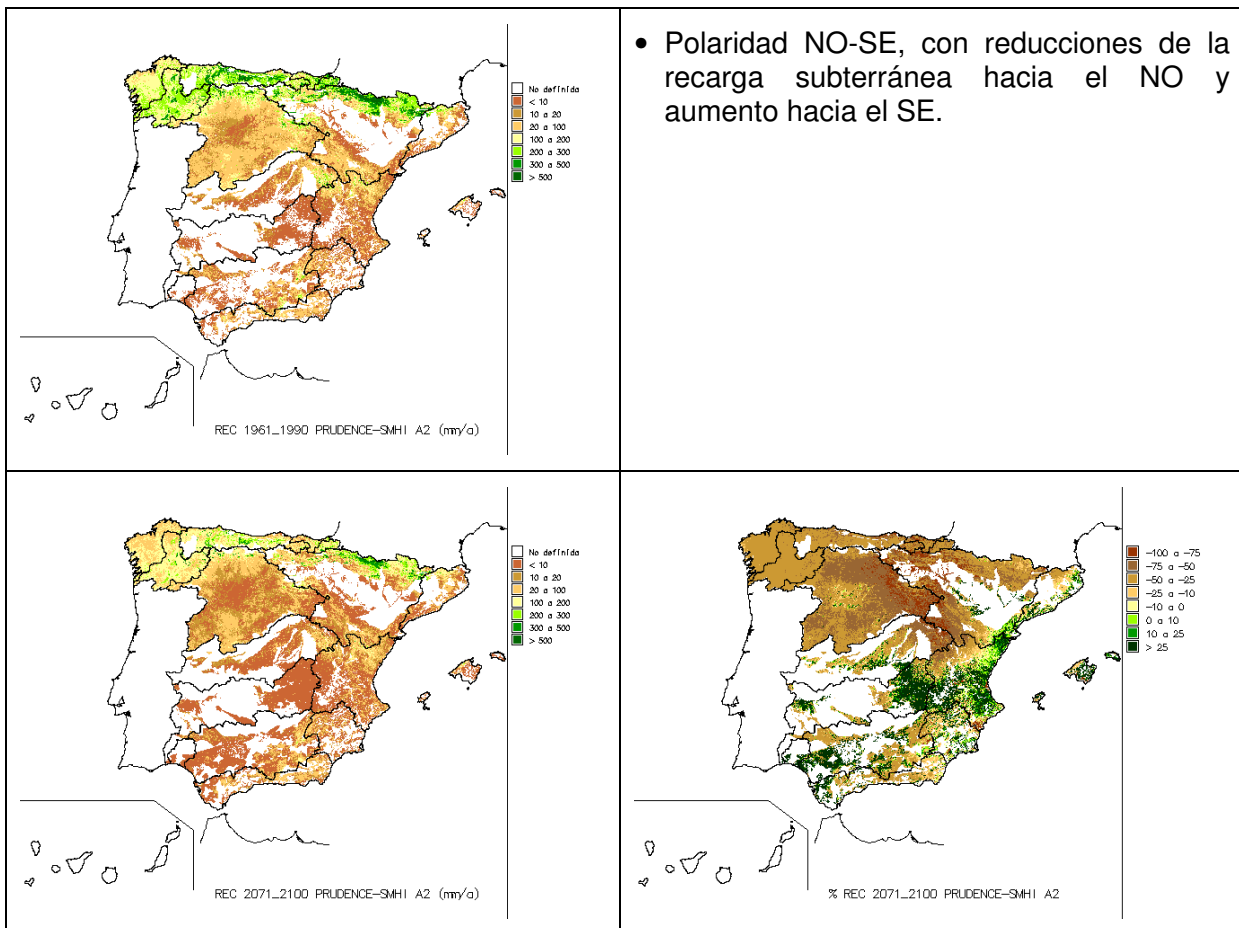 No definida
< 10
10 a 20
20 a 100
100 a 200
200 a 300
300 a 500
> 500
REC 1961_1990 PRUDENCE-SMHI A2 (mm/a)
• Polaridad NO-SE, con reducciones de la
recarga subterránea hacia el NO y
aumento hacia el SE.
No definida
< 10
10 a 20
20 a 100
100 a 200
200 a 300
300 a 500
> 500
REC 2071_2100 PRUDENCE-SMHI A2 (mm/a)
-100 a -75
-75 a -50
-50 a -25
-25 a -10
-10 a 0
0 a 10
10 a 25
> 25
% REC 2071_2100 PRUDENCE-SMHI A2